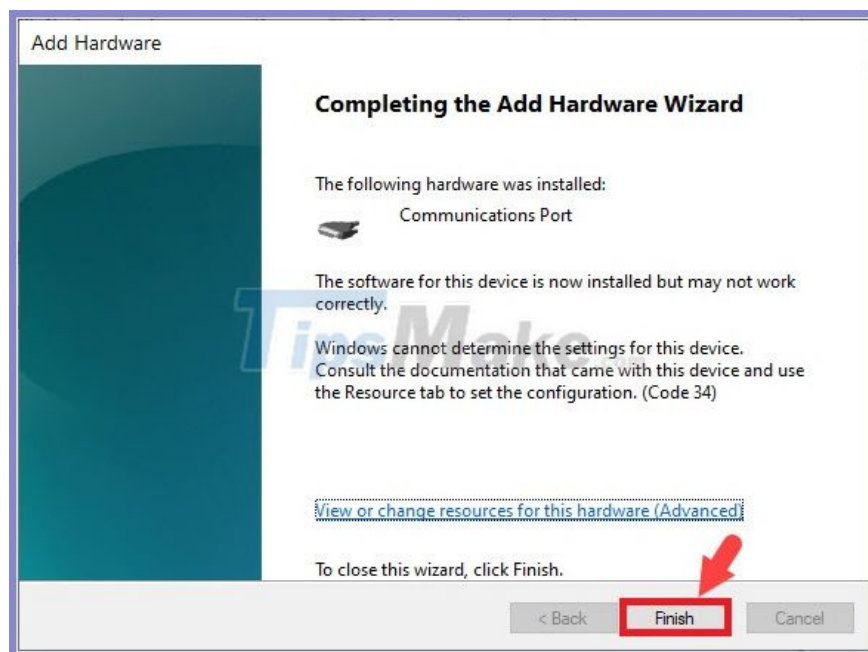 Add Hardware
Completing the Add Hardware Wizard
The following hardware was installed:
Communications Port
The software for this device is now installed but may not work
correctly.
TipsMake.com
Windows cannot determine the settings for this device.
Consult the documentation that came with this device and use
the Resource tab to set the configuration. (Code 34)
View or change resources for this hardware (Advanced)
To close this wizard, click Finish.
< Back Finish Cancel